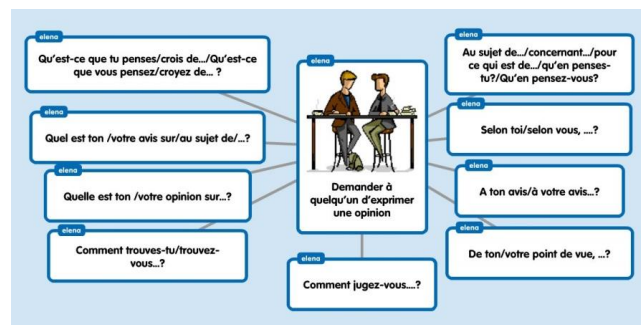 elena
Qu'est-ce que tu penses/crois de.../Qu'est-ce
que vous pensez/croyez de... ?
elena
Quel est ton /votre avis sur/au sujet de/...?
elena
Quelle est ton /votre opinion sur...?
elena
Comment trouves-tu/trouvez-
vous...?
elena
Demander à
quelqu'un d'exprimer
une opinion
elena
Comment jugez-vous....?
elena
Au sujet de.../concernant.../pour
ce qui est de.../qu'en penses-
tu?/Qu'en pensez-vous?
elena
Selon toi/selon vous, ....?
elena
A ton avis/à votre avis...?
elena
De ton/votre point de vue, ...?